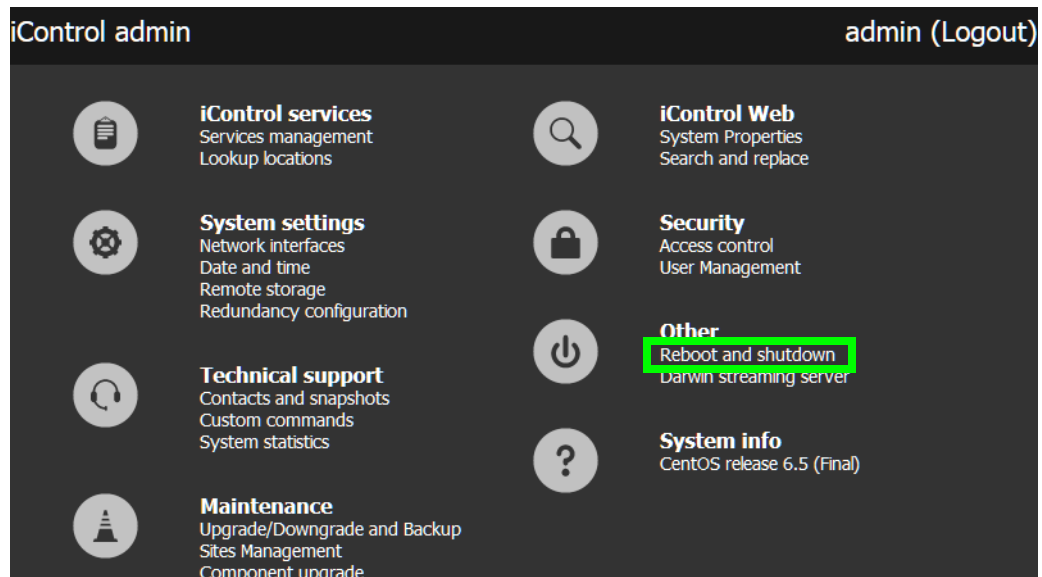 iControl admin
admin (Logout)
iControl services
Services management
Lookup locations
System settings
Network interfaces
Date and time
Remote storage
Redundancy configuration
Technical support
Contacts and snapshots
Custom commands
System statistics
Maintenance
Upgrade/Downgrade and Backup
Sites Management
Component upgrade
iControl Web
System Properties
Search and replace
Security
Access control
User Management
Other
Reboot and shutdown
Darwin streaming server
?
System info
CentOS release 6.5 (Final)